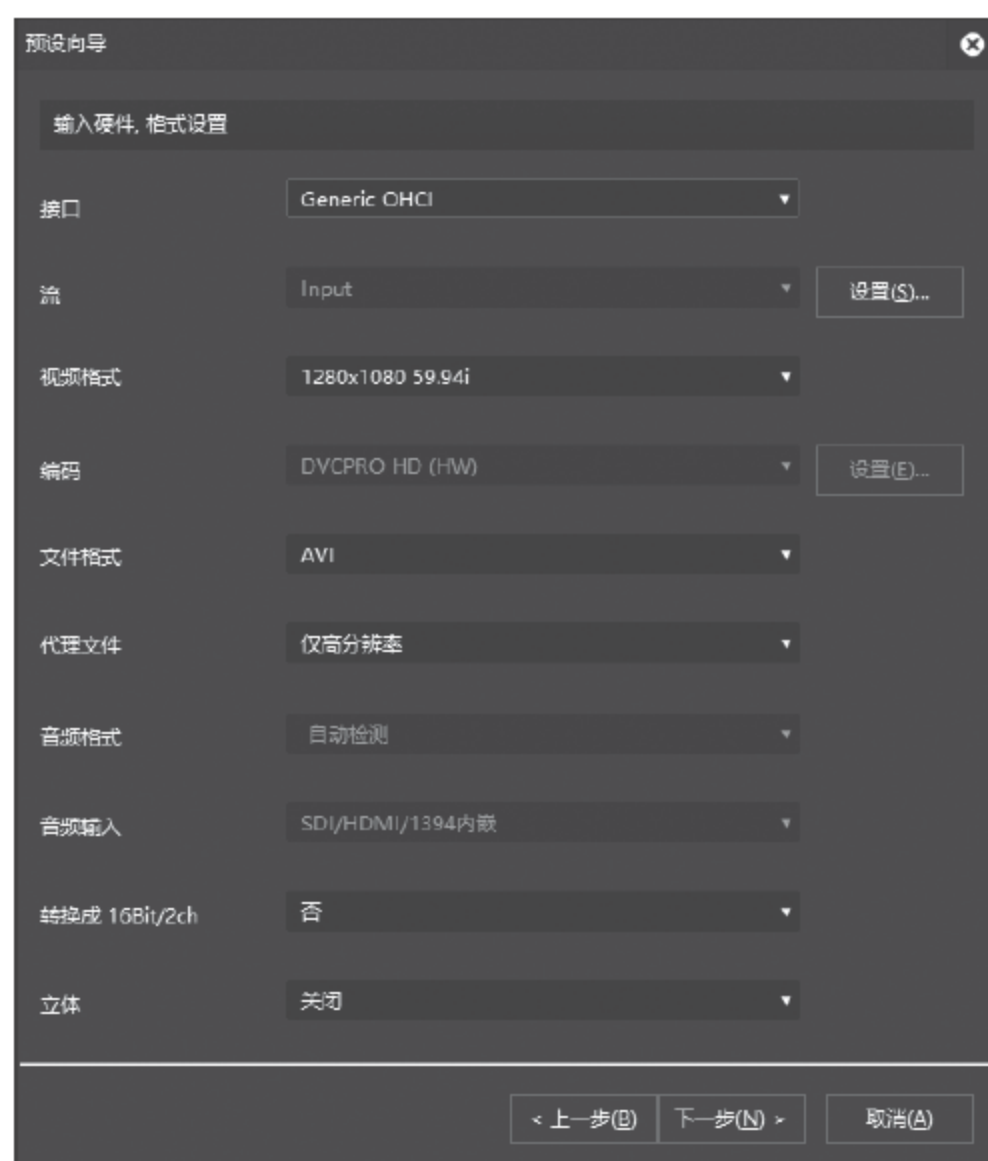 预设向导
输入硬件, 格式设置
接口 Generic OHCI
流 Input 设置(S)...
视频格式 1280x1080 59.94i
编码 DVCPRO HD (HW) 设置(E)...
文件格式 AVI
代理文件 仅高分辨率
音频格式 自动检测
音频输入 SDI/HDMI/1394内嵌
转换成 16Bit/2ch 否
立体 关闭
< 上一步(B) 下一步(N) > 取消(A)